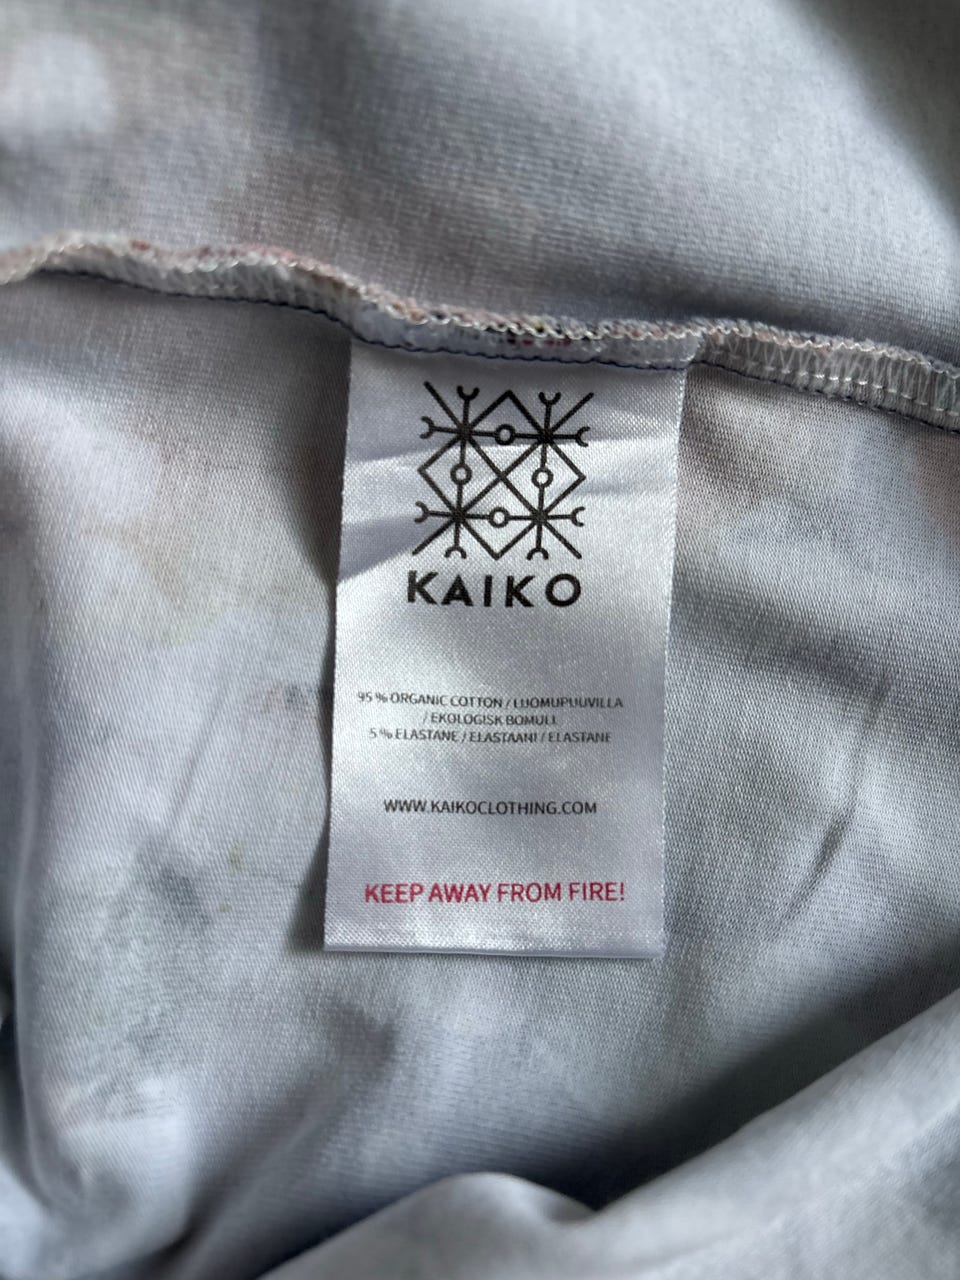 KAIKO
95 % ORGANIC COTTON / LUOMUPUUVILLA
/ EKOLOGISK BOMULL
5 % ELASTANE / ELASTAANI / ELASTANE
WWW.KAIKOCLOTHING.COM
KEEP AWAY FROM FIRE!